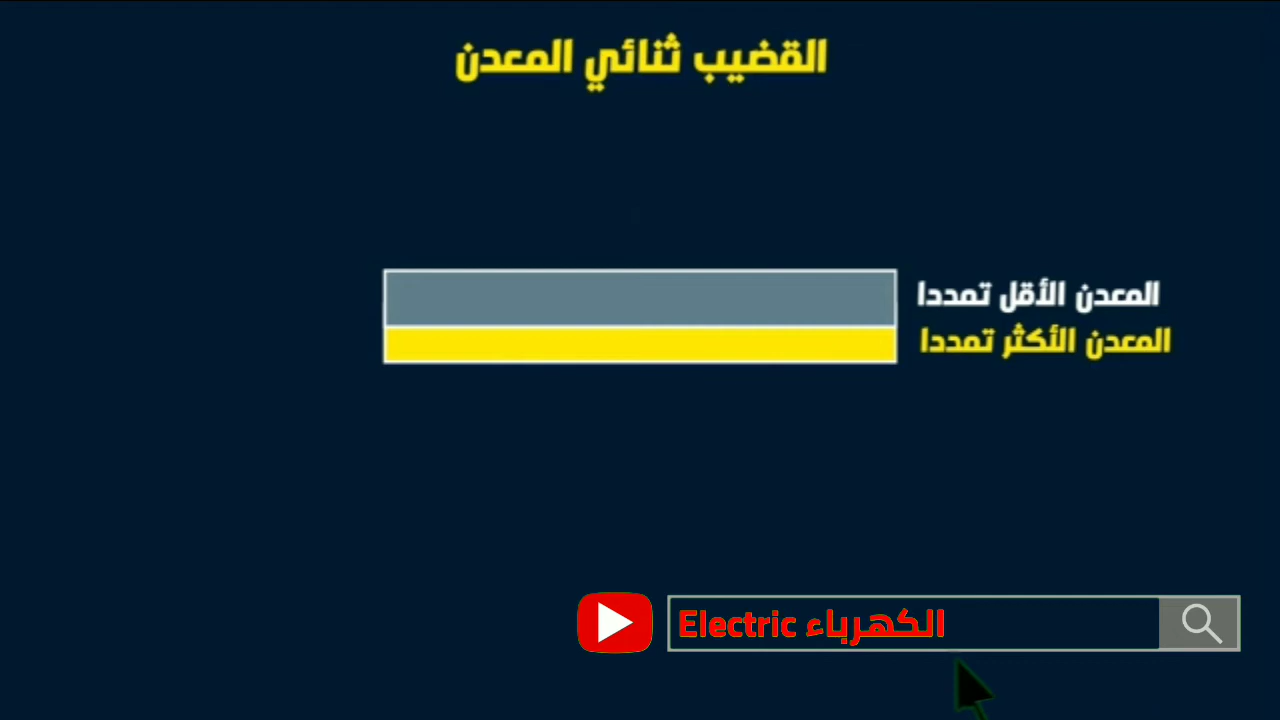 القضيب ثنائي المعدن
المعدن الأقل تمددا
المعدن الأكثر تمددا
Electric الكهرباء